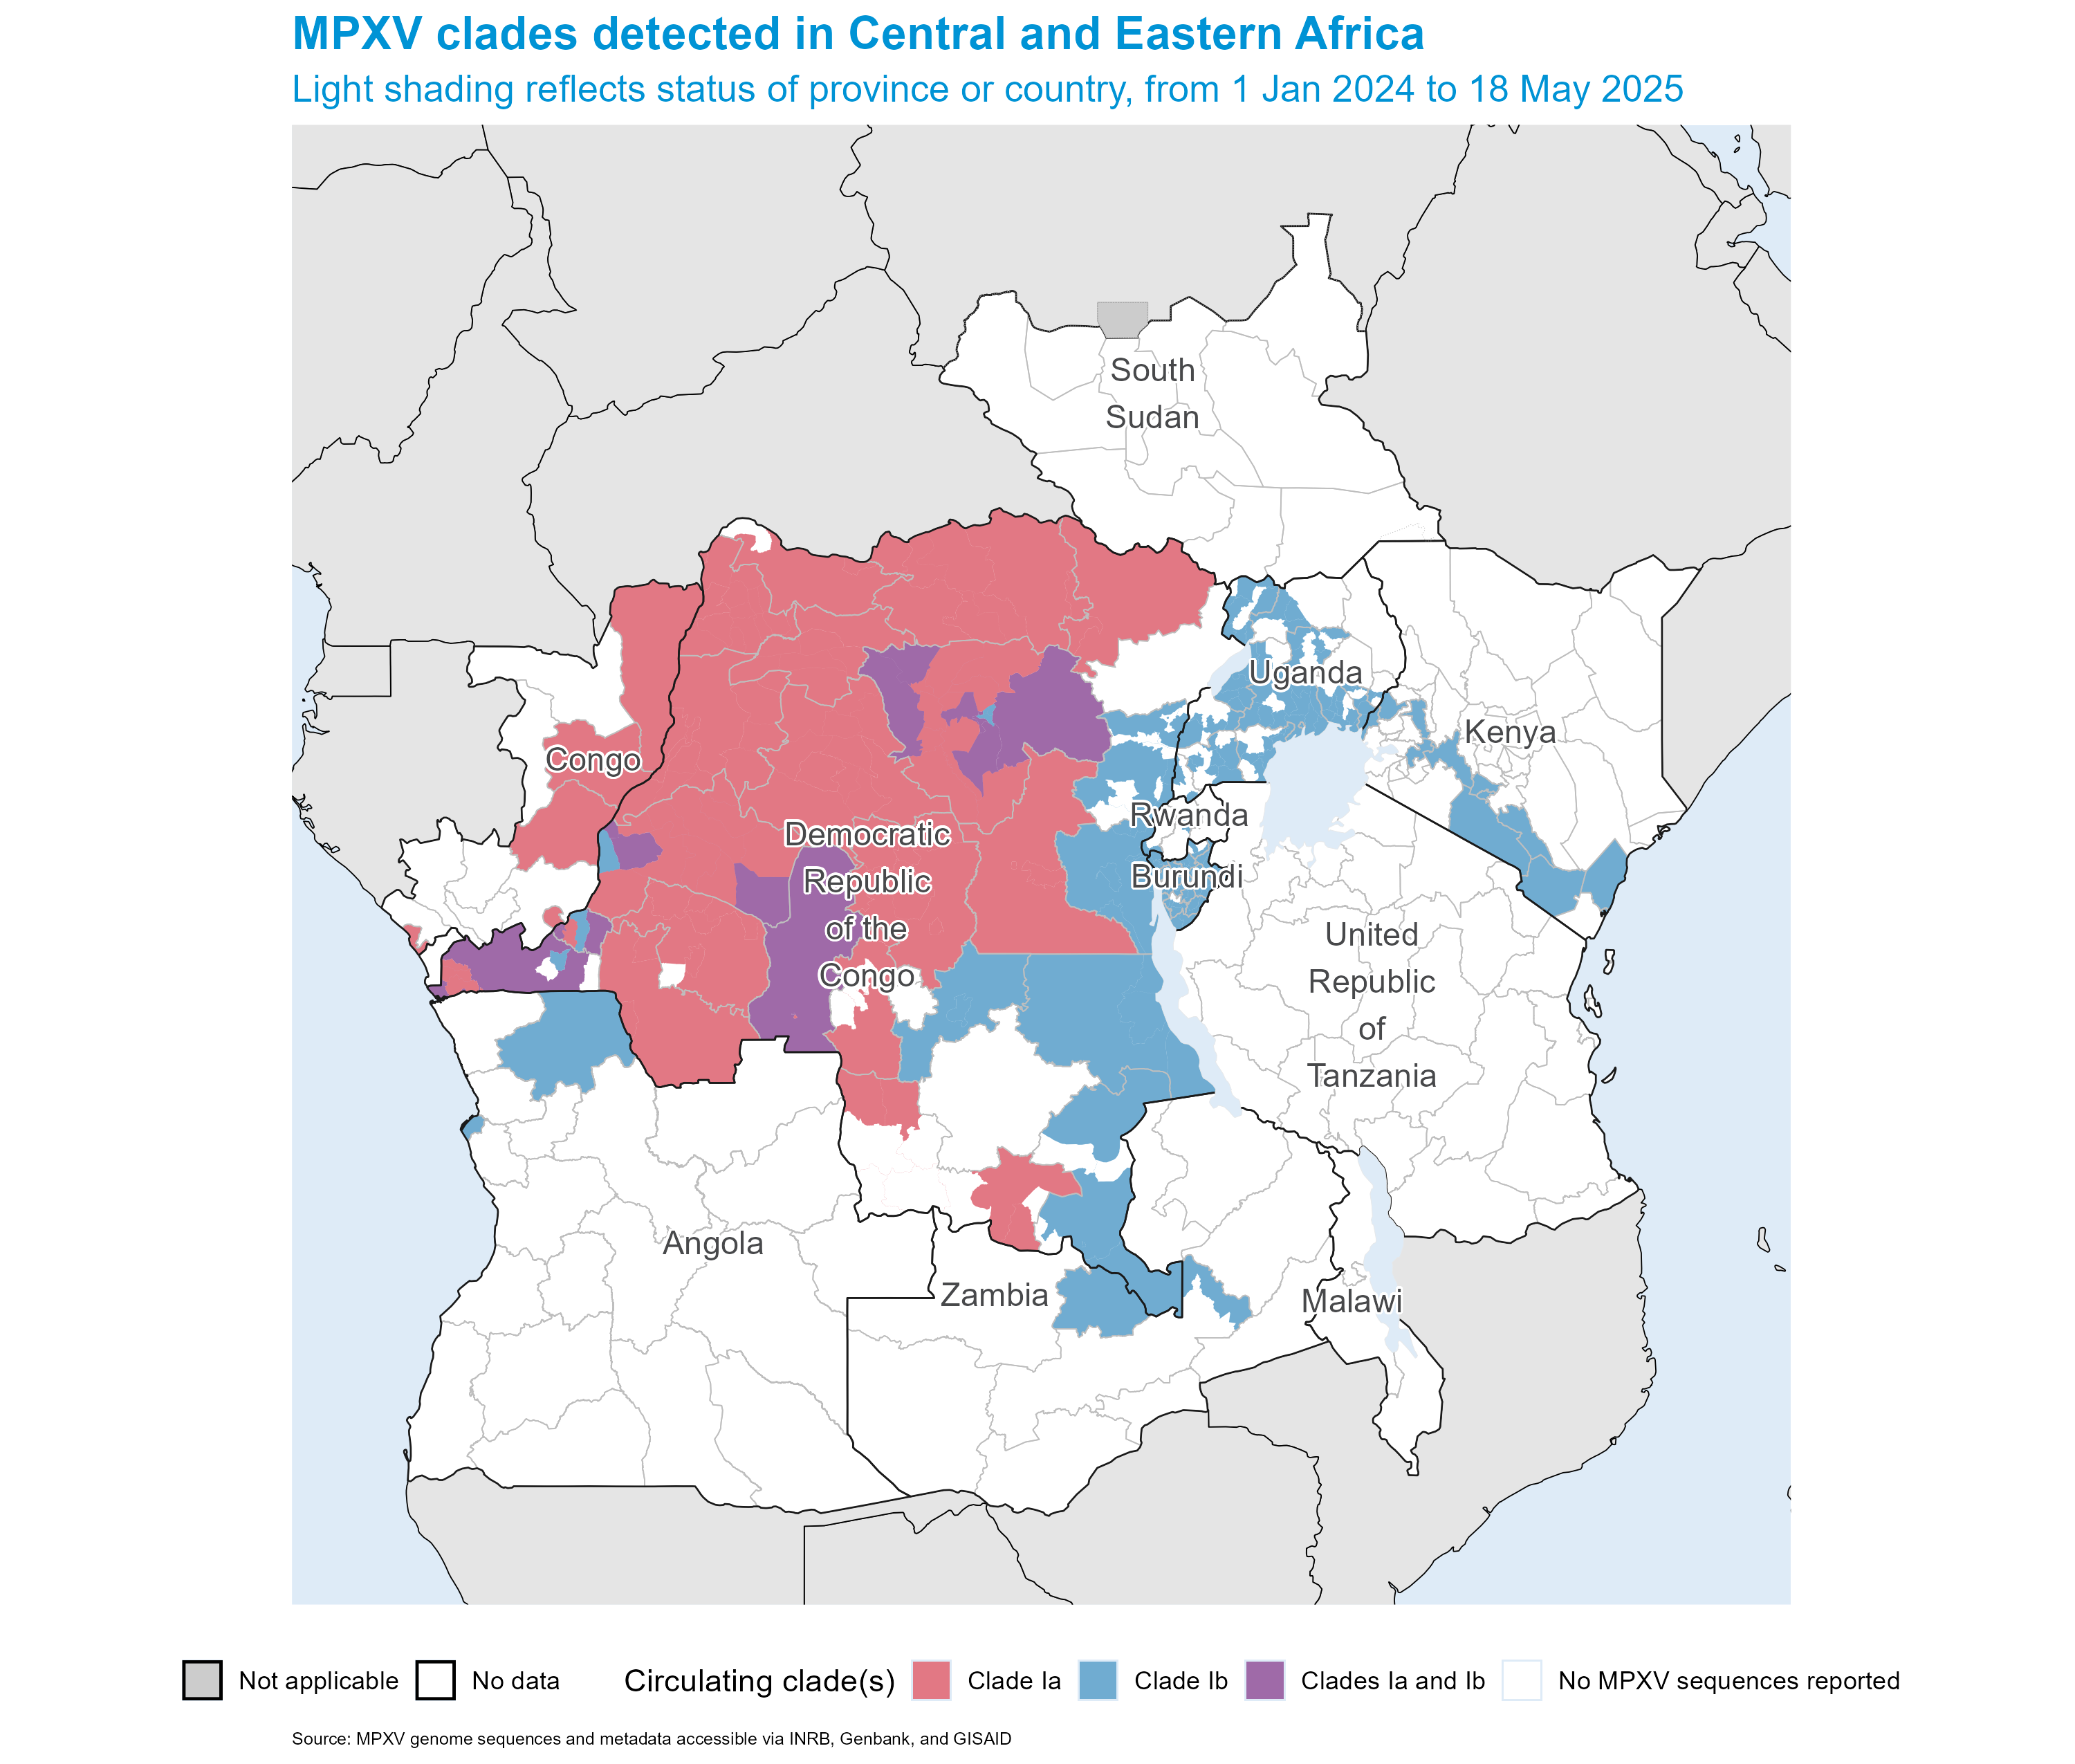 MPXV clades detected in Central and Eastern Africa
Light shading reflects status of province or country, from 1 Jan 2024 to 18 May 2025
South
Sudan
Uganda
Kenya
Congo
Rwanda
Democratic
Republic
of the
Congo
Burundi
United
Republic
of
Tanzania
Angola
Zambia
Malawi
Not applicable
No data
Circulating clade(s)
Clade Ia
Clade Ib
Clades Ia and Ib
No MPXV sequences reported
Source: MPXV genome sequences and metadata accessible via INRB, Genbank, and GISAID